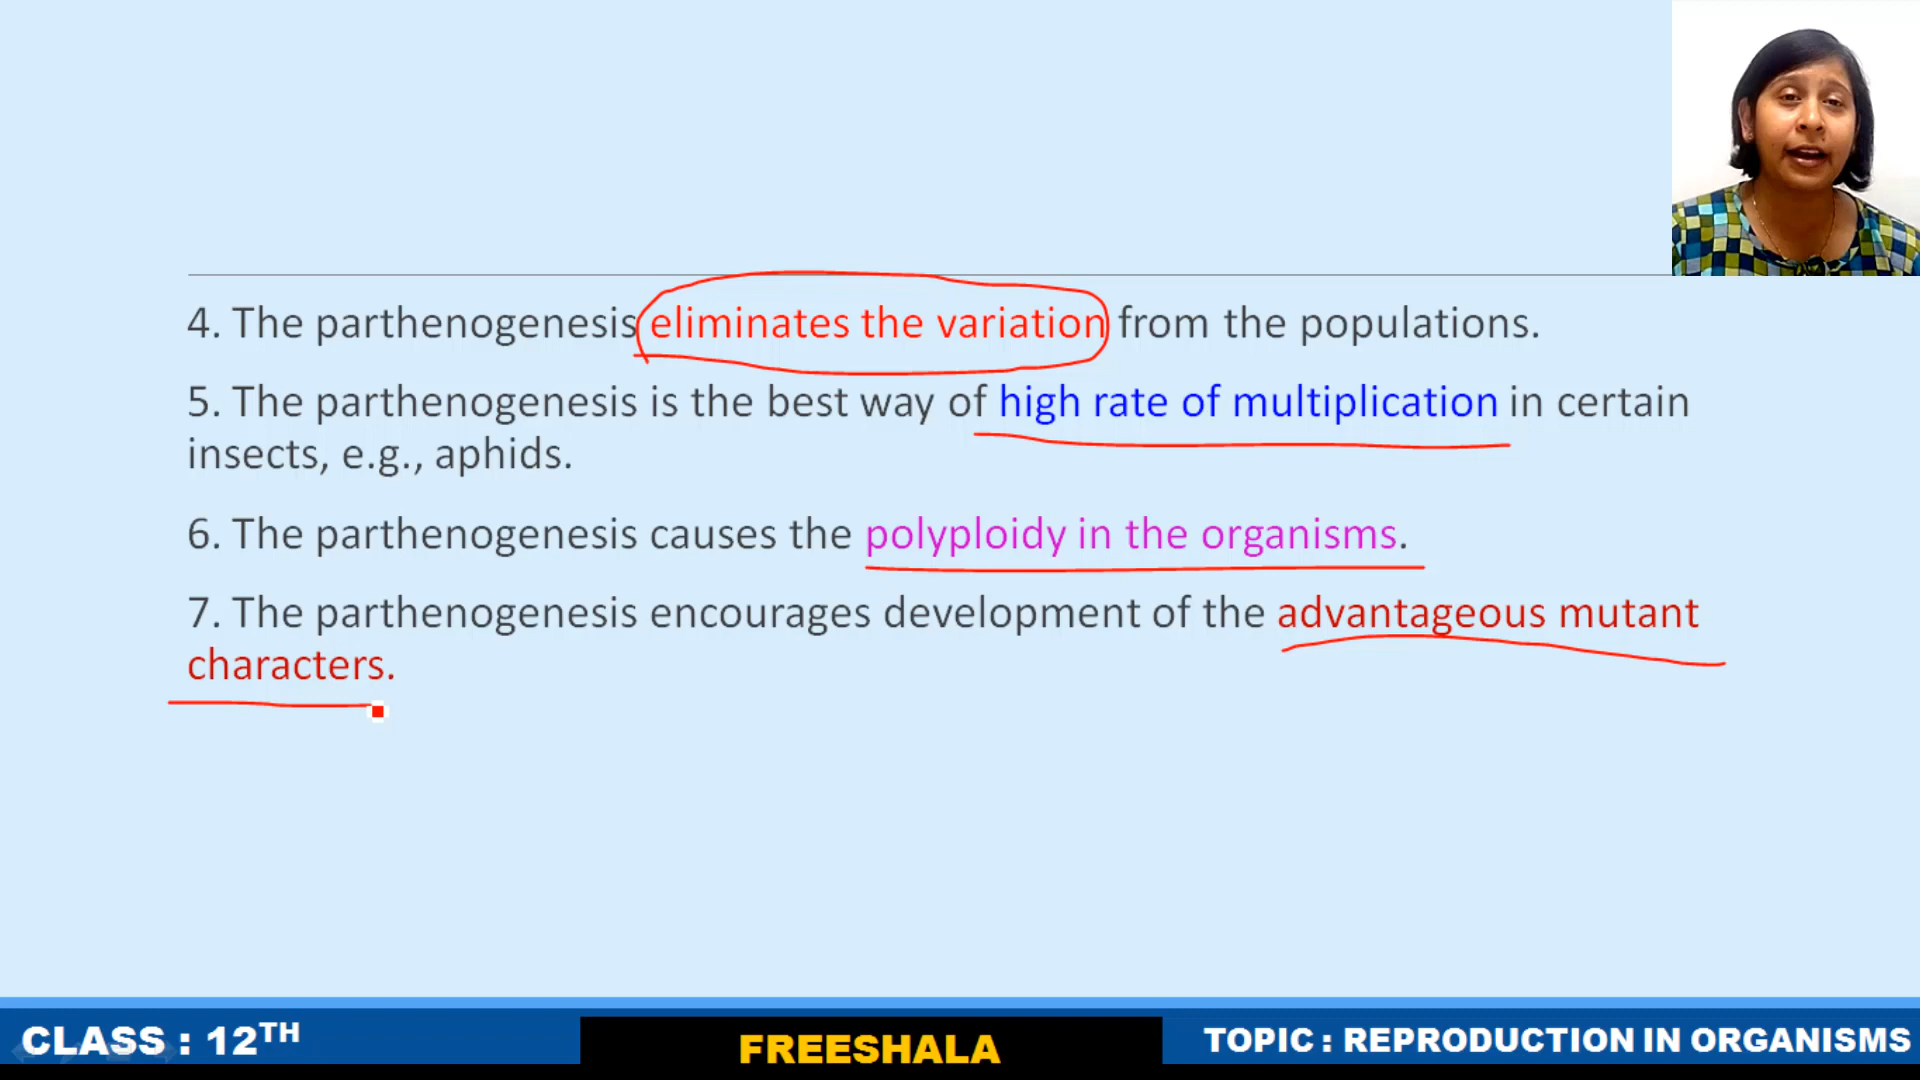 4. The parthenogenesis eliminates the variation from the populations.
5. The parthenogenesis is the best way of high rate of multiplication in certain
insects, e.g., aphids.
6. The parthenogenesis causes the polyploidy in the organisms.
7. The parthenogenesis encourages development of the advantageous mutant
characters.
CLASS : 12TH
FREESHALA
TOPIC : REPRODUCTION IN ORGANISMS